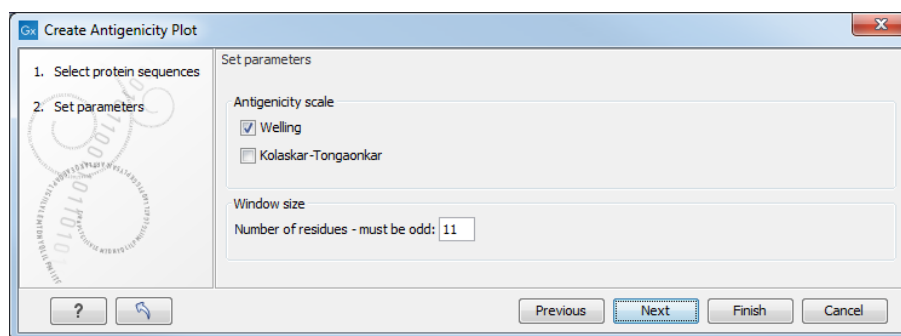 Gx Create Antigenicity Plot
1. Select protein sequences
2. Set parameters
Set parameters
Antigenicity scale
Welling
Kolaskar-Tongaonkar
Window size
Number of residues - must be odd: 11
?
Previous
Next
Finish
Cancel